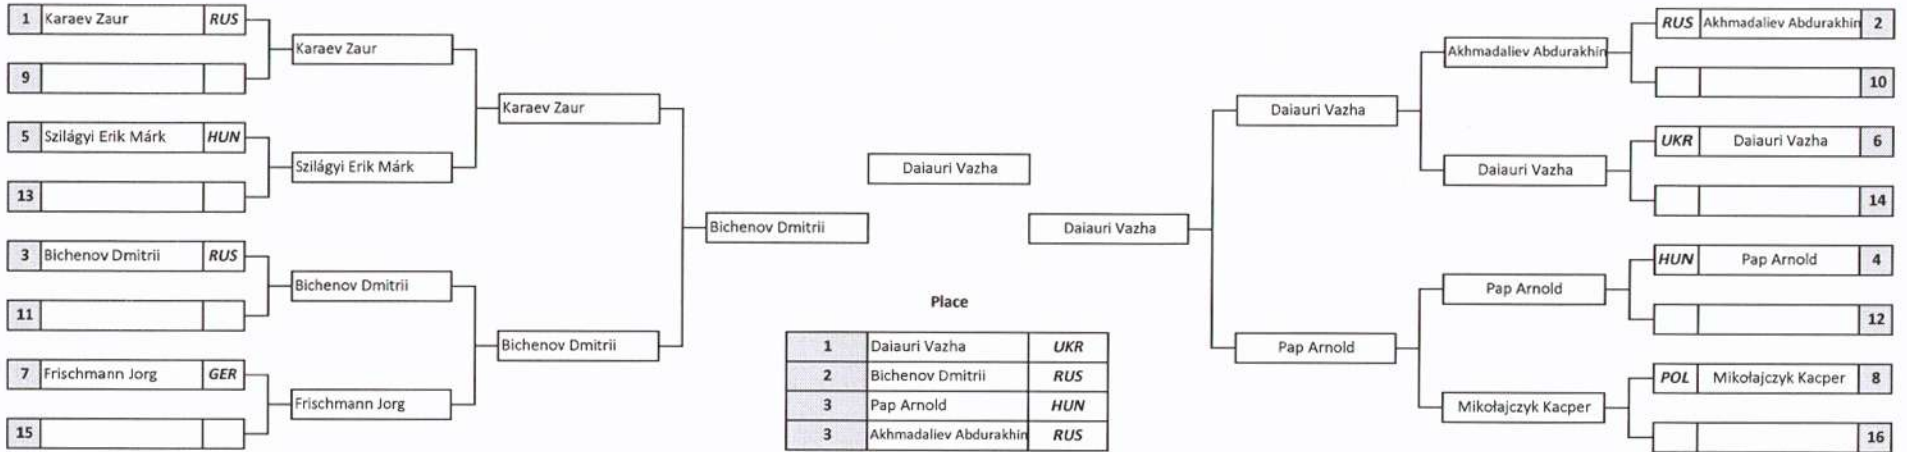 1 Karaev Zaur RUS
9
5 Szilágyi Erik Márk HUN
13
3 Bichenov Dmitrii RUS
11
7 Frischmann Jorg GER
15
Karaev Zaur
Szilágyi Erik Márk
Bichenov Dmitrii
Frischmann Jorg
Karaev Zaur
Bichenov Dmitrii
Bichenov Dmitrii
Daiauri Vazha
Daiauri Vazha
Place
1 Daiauri Vazha UKR
2 Bichenov Dmitrii RUS
3 Pap Arnold HUN
3 Akhmadaliev Abdurakhin RUS
Daiauri Vazha
Pap Arnold
Akhmadaliev Abdurakhin
Daiauri Vazha
Pap Arnold
Mikołajczyk Kacper
RUS Akhmadaliev Abdurakhin 2
10
UKR Daiauri Vazha 6
14
HUN Pap Arnold 4
12
POL Mikołajczyk Kacper 8
16